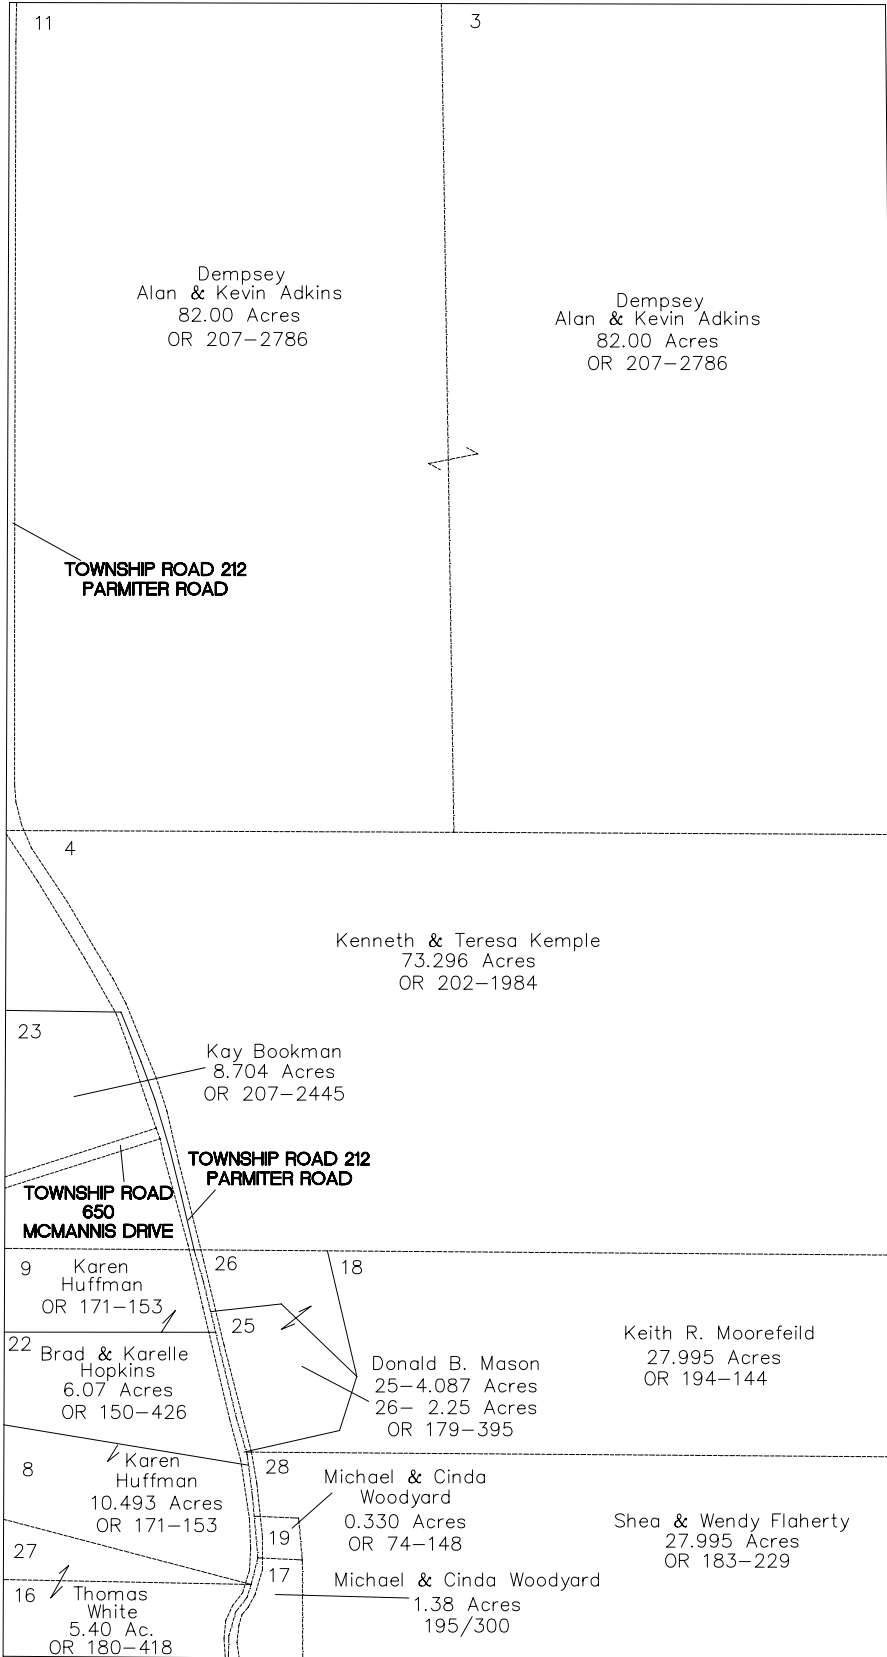 11
3
Dempsey
Alan & Kevin Adkins
82.00 Acres
OR 207-2786
Dempsey
Alan & Kevin Adkins
82.00 Acres
OR 207-2786
TOWNSHIP ROAD 212
PARMITER ROAD
4
Kenneth & Teresa Kemple
73.296 Acres
OR 202-1984
23
Kay Bookman
8.704 Acres
OR 207-2445
TOWNSHIP ROAD 212
PARMITER ROAD
TOWNSHIP ROAD
650
MCMANNIS DRIVE
9
Karen
Huffman
OR 171-153
26
18
25
22
Brad & Karelle
Hopkins
6.07 Acres
OR 150-426
Donald B. Mason
25-4.087 Acres
26- 2.25 Acres
OR 179-395
Keith R. Moorefeild
27.995 Acres
OR 194-144
8
Karen
Huffman
10.493 Acres
OR 171-153
28
Michael & Cinda
Woodyard
0.330 Acres
OR 74-148
Shea & Wendy Flaherty
27.995 Acres
OR 183-229
19
27
17
Michael & Cinda Woodyard
1.38 Acres
195/300
16
Thomas
White
5.40 Ac.
OR 180-418